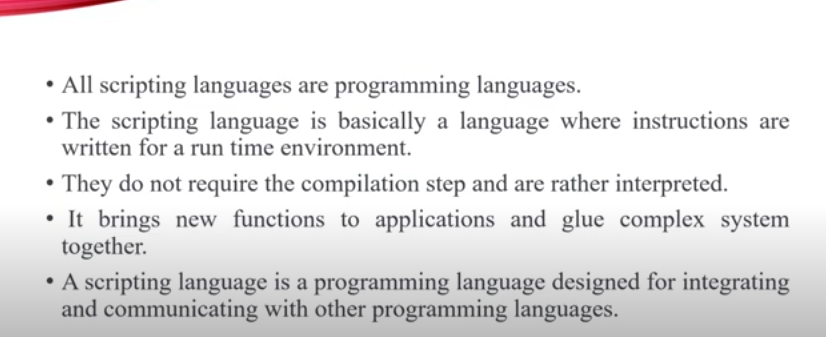 • All scripting languages are programming languages.
• The scripting language is basically a language where instructions are
written for a run time environment.
• They do not require the compilation step and are rather interpreted.
• It brings new functions to applications and glue complex system
together.
• A scripting language is a programming language designed for integrating
and communicating with other programming languages.